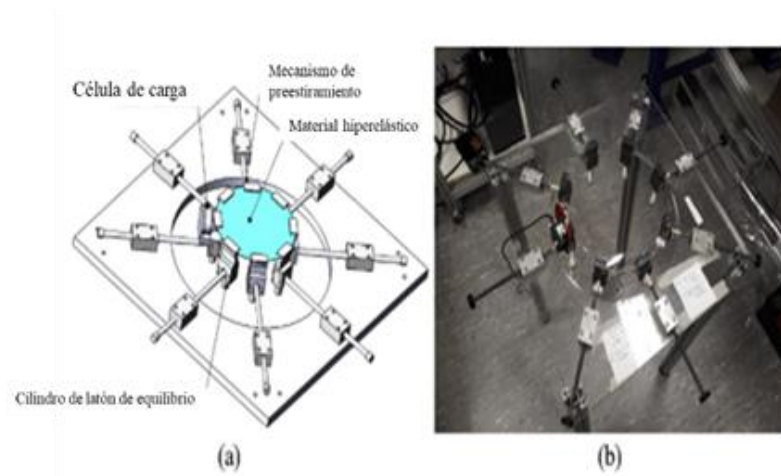 Mecanismo de
preestiramiento
Célula de carga
Material hiperelástico
Cilindro de latón de equilibrio
(a)
(b)